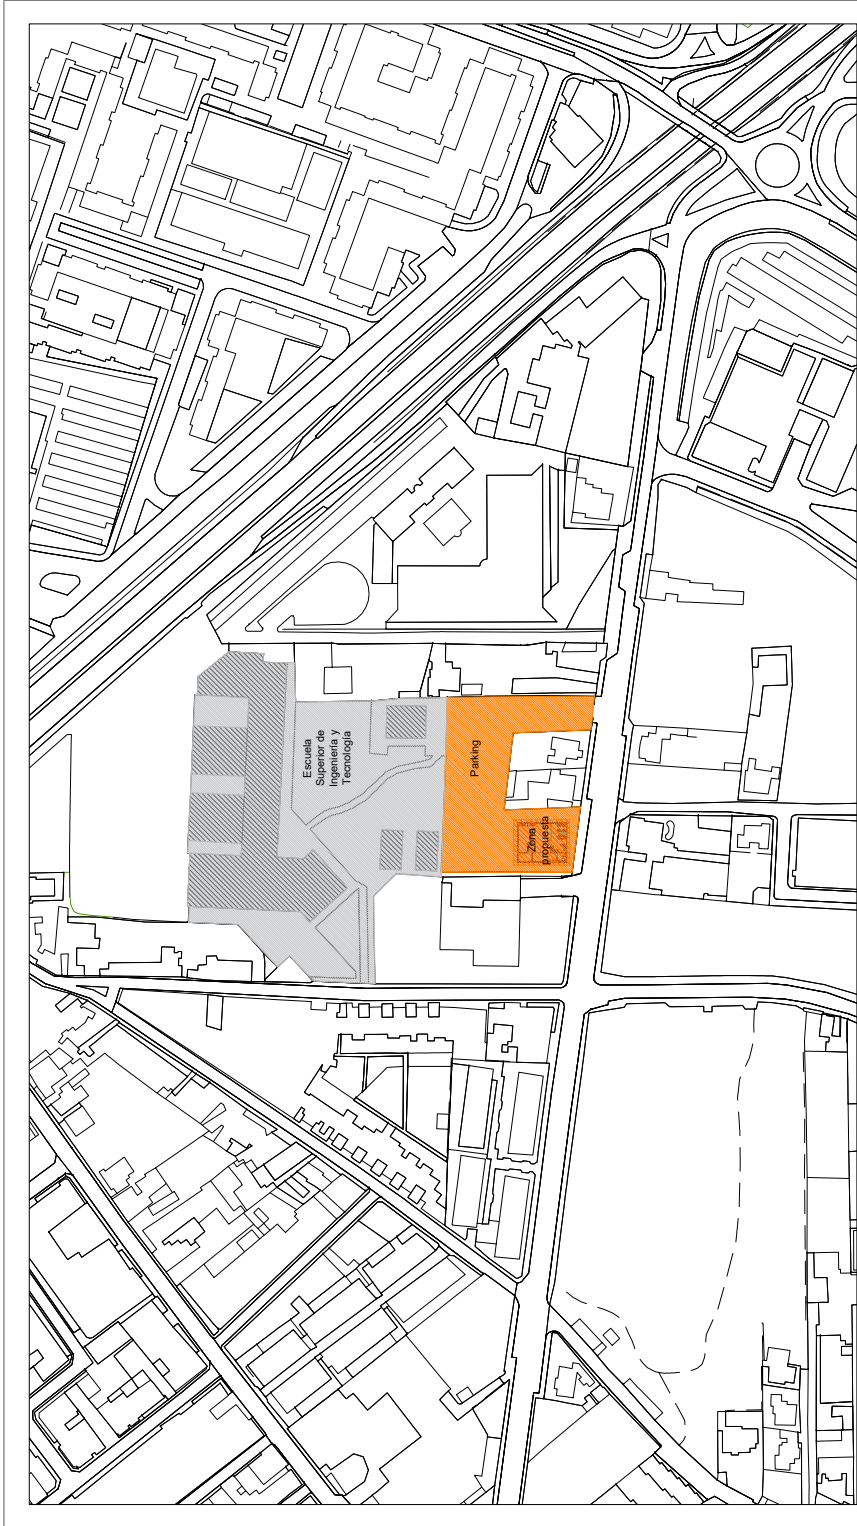 Escuela
Superior de
Ingeniería y
Tecnología
Parking
Zona
propuesta